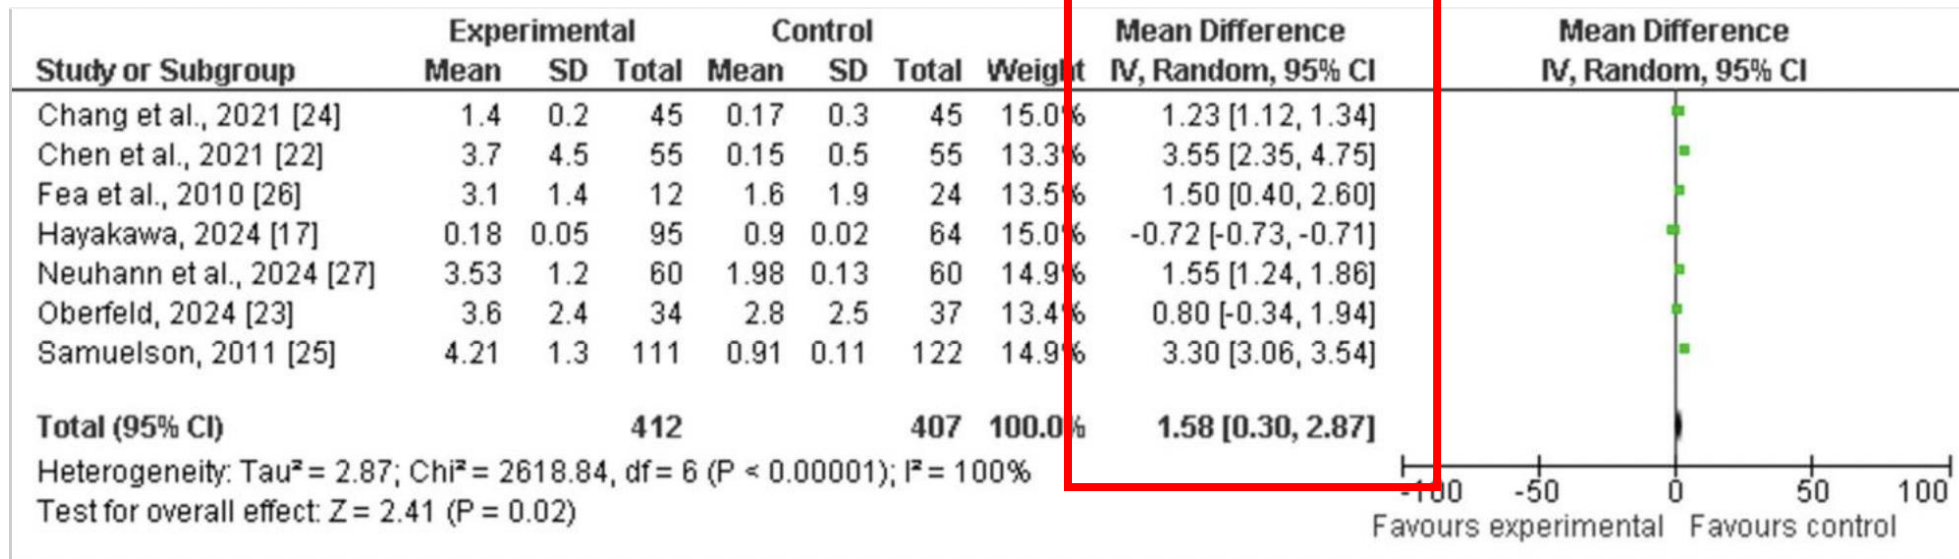 Experimental Control Mean Difference Mean Difference
Study or Subgroup Mean SD Total Mean SD Total Weight IV, Random, 95% CI IV, Random, 95% CI
Chang et al., 2021 [24] 1.4 0.2 45 0.17 0.3 45 15.0% 1.23 [1.12, 1.34]
Chen et al., 2021 [22] 3.7 4.5 55 0.15 0.5 55 13.3% 3.55 [2.35, 4.75]
Fea et al., 2010 [26] 3.1 1.4 12 1.6 1.9 24 13.5% 1.50 [0.40, 2.60]
Hayakawa, 2024 [17] 0.18 0.05 95 0.9 0.02 64 15.0% -0.72 [-0.73, -0.71]
Neuhann et al., 2024 [27] 3.53 1.2 60 1.98 0.13 60 14.9% 1.55 [1.24, 1.86]
Oberfeld, 2024 [23] 3.6 2.4 34 2.8 2.5 37 13.4% 0.80 [-0.34, 1.94]
Samuelson, 2011 [25] 4.21 1.3 111 0.91 0.11 122 14.9% 3.30 [3.06, 3.54]
Total (95% CI) 412 407 100.0% 1.58 [0.30, 2.87]
Heterogeneity: Tau² = 2.87; Chi² = 2618.84, df = 6 (P < 0.00001); I² = 100%
Test for overall effect: Z = 2.41 (P = 0.02)
-100 -50 0 50 100
Favours experimental Favours control